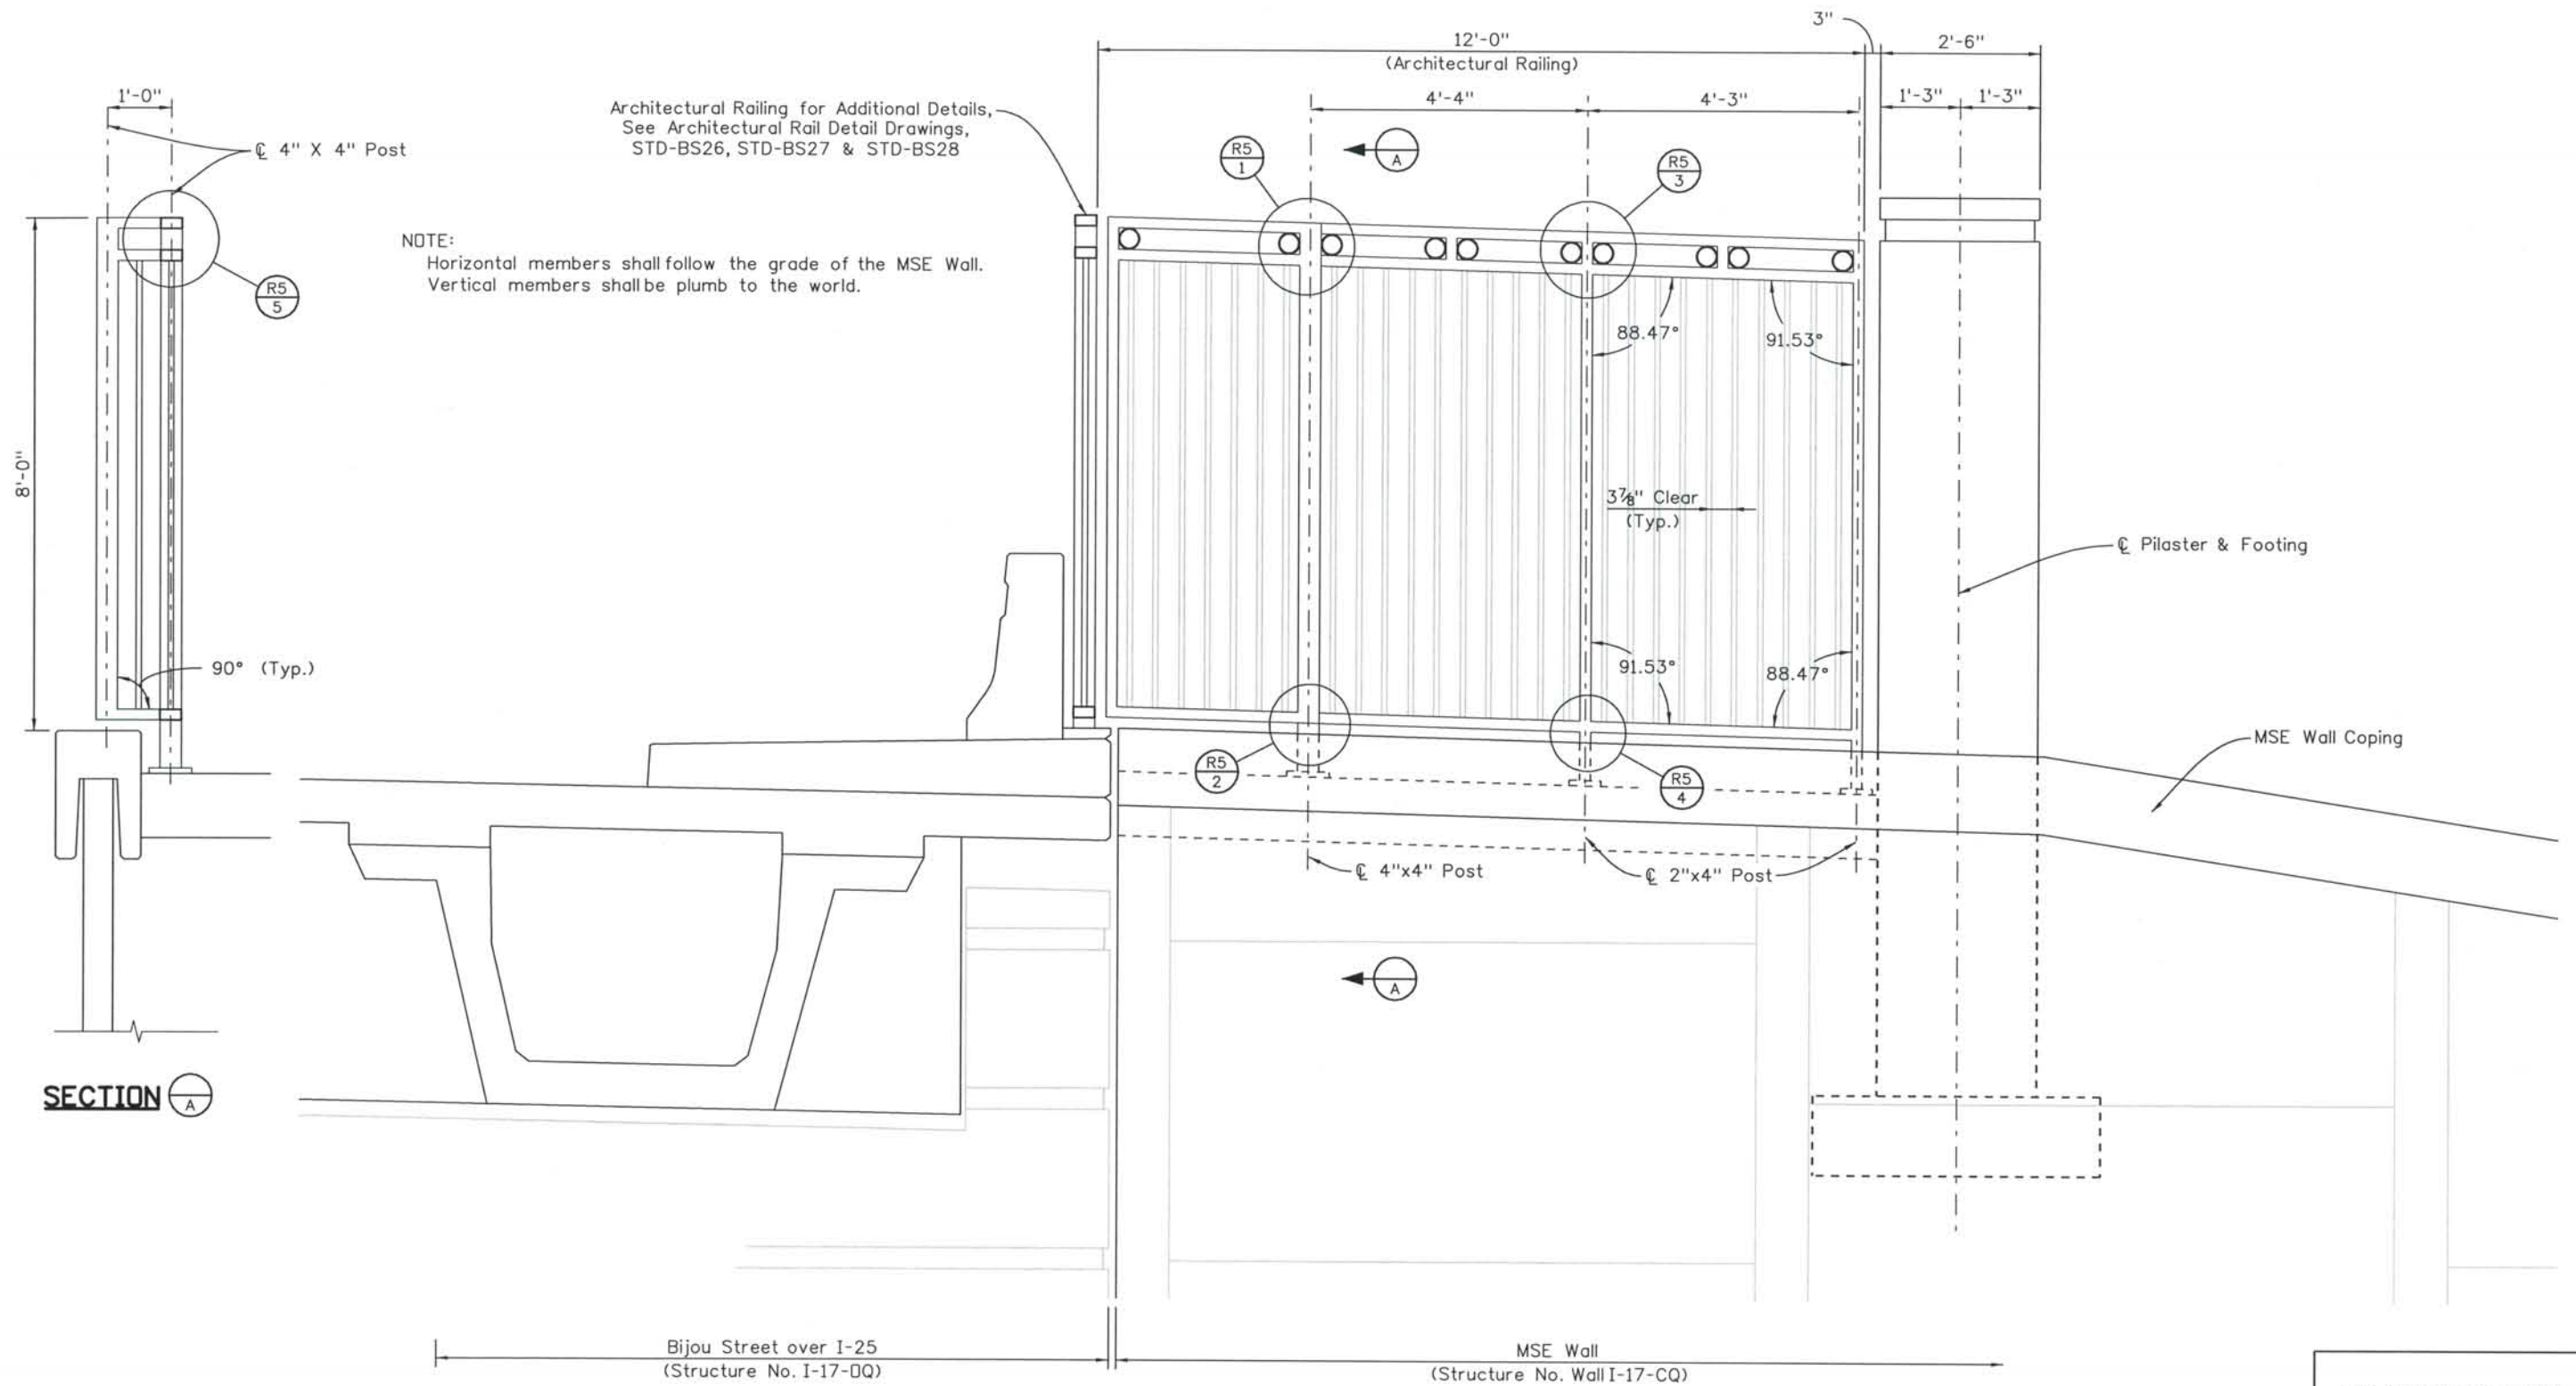 3"
12'-0"
(Architectural Railing)
2'-6"
1'-0"
4'-4"
4'-3"
1'-3"
1'-3"
Architectural Railing for Additional Details,
See Architectural Rail Detail Drawings,
STD-BS26, STD-BS27 & STD-BS28
℄ 4" X 4" Post
R5
1
A
R5
3
NOTE:
Horizontal members shall follow the grade of the MSE Wall.
Vertical members shall be plumb to the world.
R5
5
88.47°
91.53°
8'-0"
3⅞" Clear
(Typ.)
℄ Pilaster & Footing
90° (Typ.)
91.53°
88.47°
MSE Wall Coping
R5
2
R5
4
℄ 4"x4" Post
℄ 2"x4" Post
A
SECTION A
Bijou Street over I-25
(Structure No. I-17-OQ)
MSE Wall
(Structure No. Wall I-17-CQ)